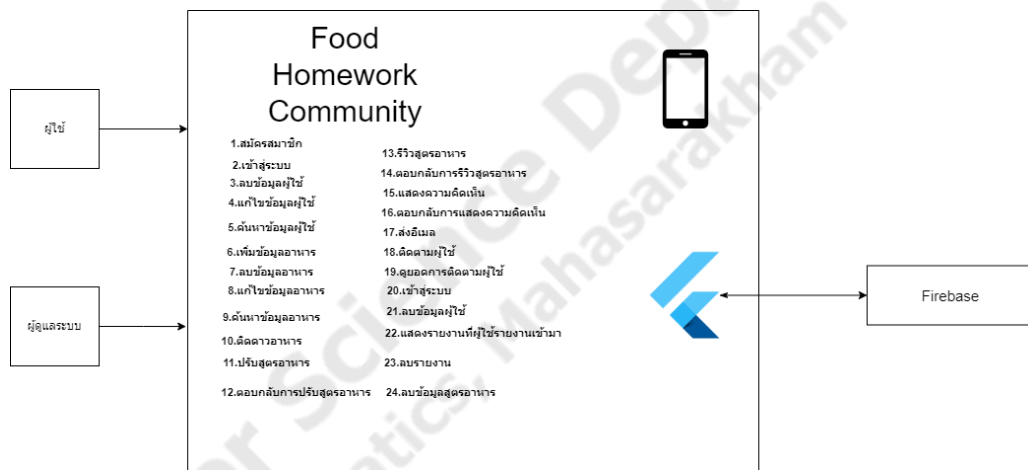 Food
Homework
Community
ผู้ใช้
ผู้ดูแลระบบ
1.สมัครสมาชิก
2.เข้าสู่ระบบ
3.ลบข้อมูลผู้ใช้
4.แก้ไขข้อมูลผู้ใช้
5.ค้นหาข้อมูลผู้ใช้
6.เพิ่มข้อมูลอาหาร
7.ลบข้อมูลอาหาร
8.แก้ไขข้อมูลอาหาร
9.ค้นหาข้อมูลอาหาร
10.ติดดาวอาหาร
11.ปรับสูตรอาหาร
12.ตอบกลับการปรับสูตรอาหาร
13.รีวิวสูตรอาหาร
14.ตอบกลับการรีวิวสูตรอาหาร
15.แสดงความคิดเห็น
16.ตอบกลับการแสดงความคิดเห็น
17.ส่งอีเมล
18.ติดตามผู้ใช้
19.ดูยอดการติดตามผู้ใช้
20.เข้าสู่ระบบ
21.ลบข้อมูลผู้ใช้
22.แสดงรายงานที่ผู้ใช้รายงานเข้ามา
23.ลบรายงาน
24.ลบข้อมูลสูตรอาหาร
Firebase
Science Depa
atics, Mahasarakham